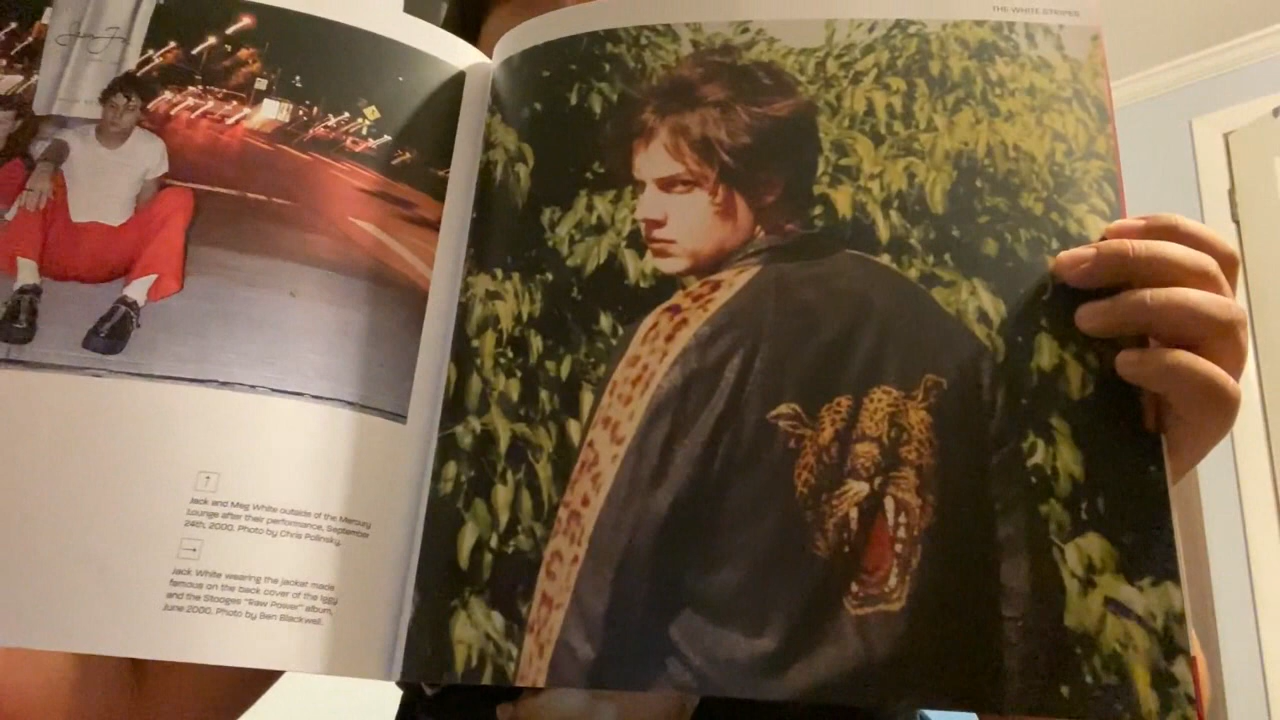 THE WHITE STRIPES
↑
Jack and Meg White outside of the Mercury
Lounge after their performance, September
24th, 2000. Photo by Chris Polinsky.
→
Jack White wearing the jacket made
famous on the back cover of the Iggy
and the Stooges "Raw Power" album,
June 2000. Photo by Ben Blackwell.